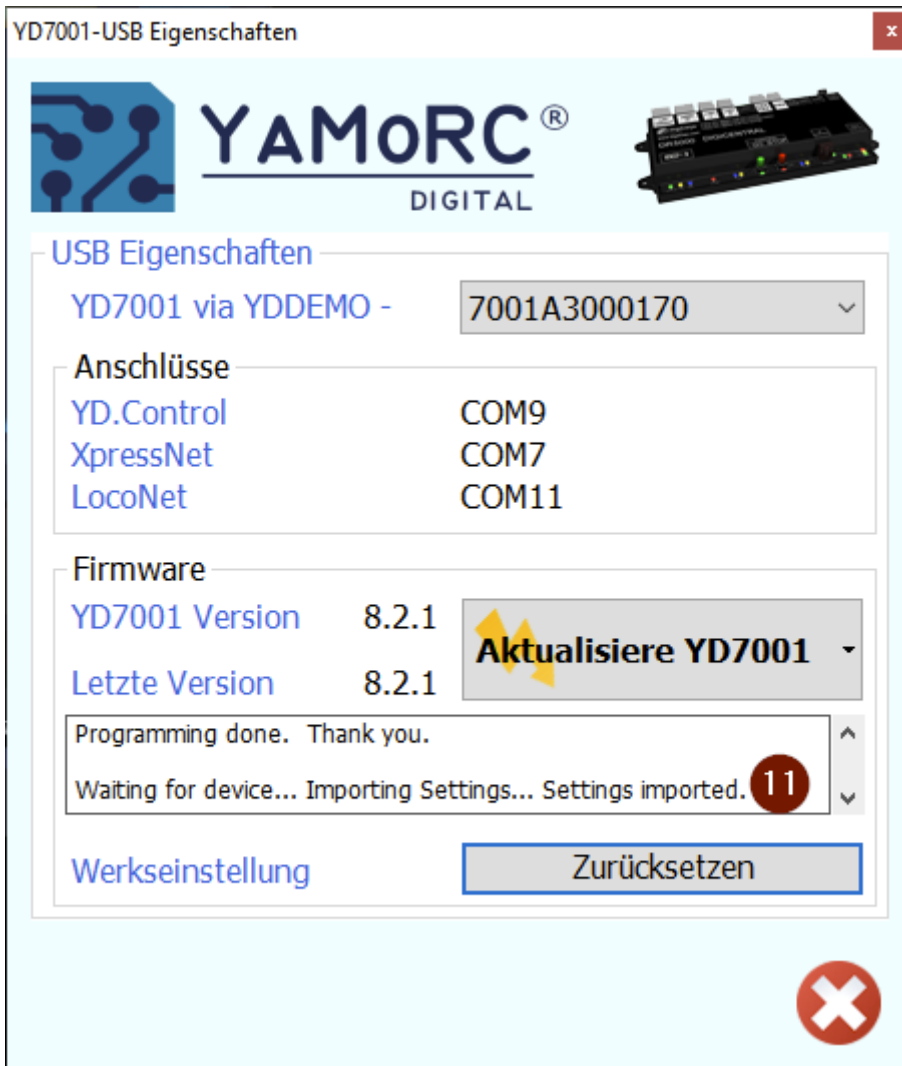 YD7001-USB Eigenschaften
x
YAMORC®
DIGITAL
USB Eigenschaften
YD7001 via YDDEMO - 7001A3000170
Anschlüsse
YD.Control COM9
XpressNet COM7
LocoNet COM11
Firmware
YD7001 Version 8.2.1
Aktualisiere YD7001
Letzte Version 8.2.1
Programming done. Thank you.
Waiting for device... Importing Settings... Settings imported. 11
Werkseinstellung Zurücksetzen